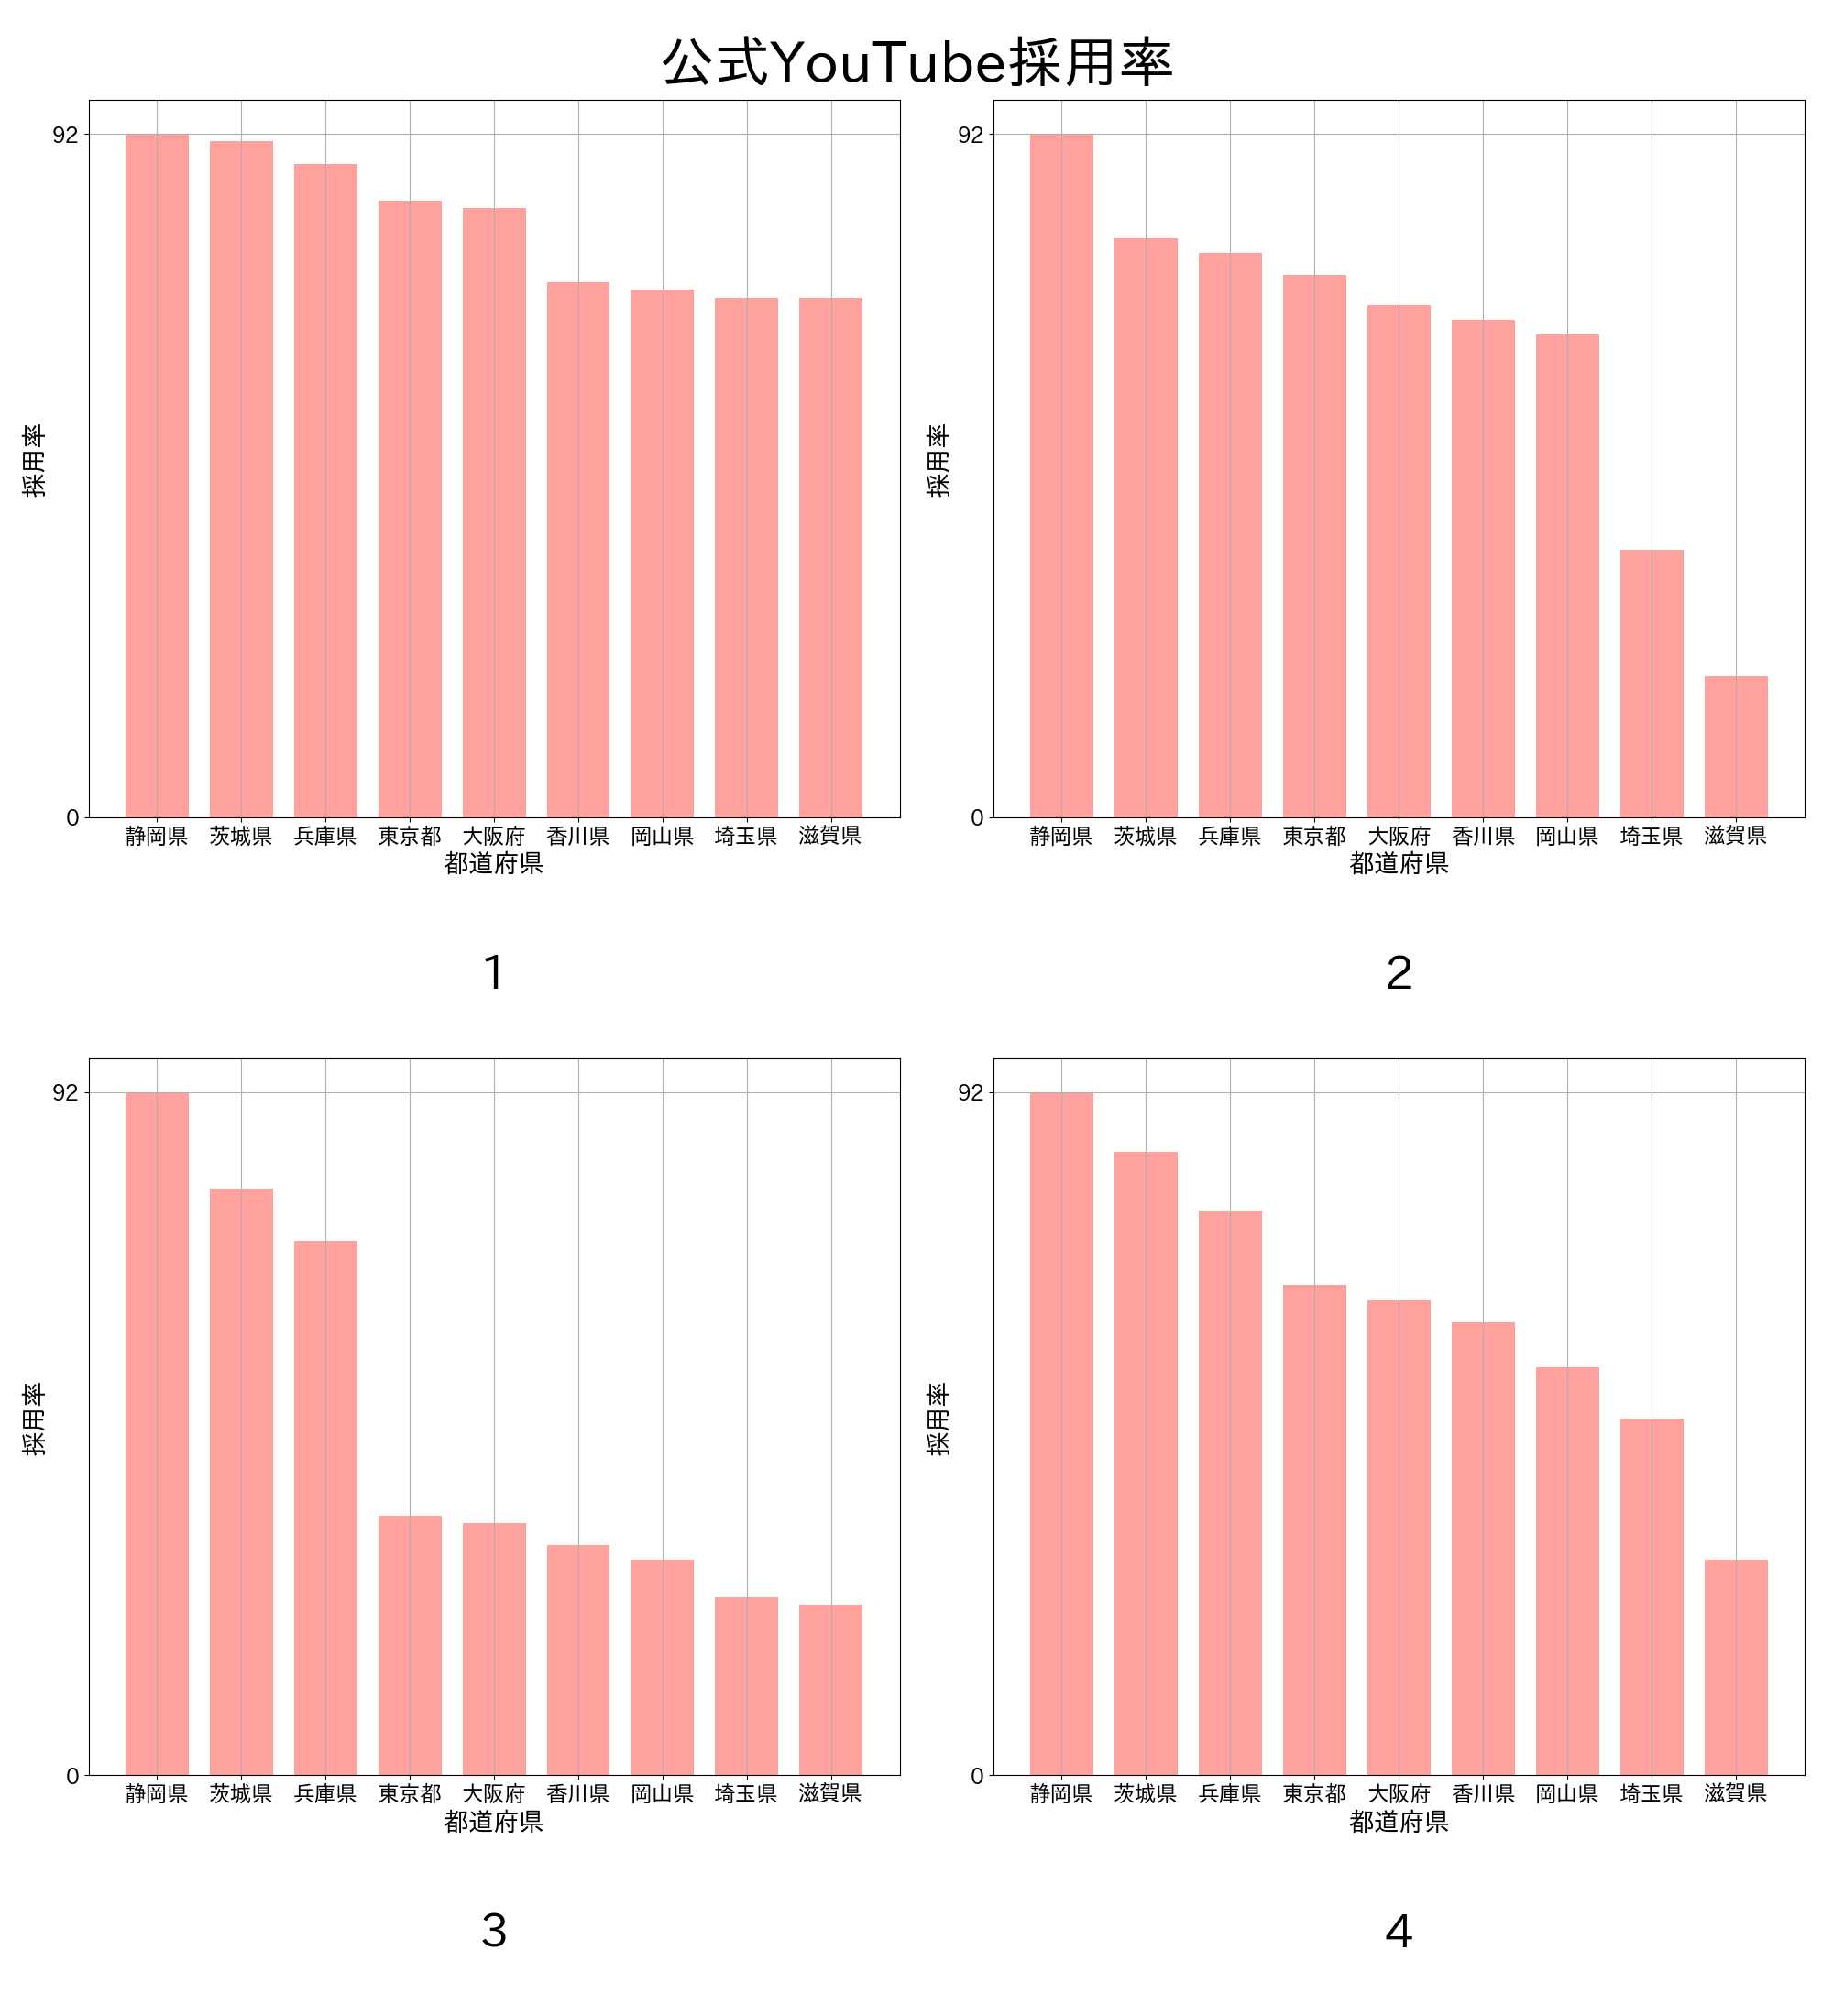 公式YouTube採用率
92
0
採用率
静岡県 茨城県 兵庫県 東京都 大阪府 香川県 岡山県 埼玉県 滋賀県
都道府県
1
92
0
採用率
静岡県 茨城県 兵庫県 東京都 大阪府 香川県 岡山県 埼玉県 滋賀県
都道府県
2
92
0
採用率
静岡県 茨城県 兵庫県 東京都 大阪府 香川県 岡山県 埼玉県 滋賀県
都道府県
3
92
0
採用率
静岡県 茨城県 兵庫県 東京都 大阪府 香川県 岡山県 埼玉県 滋賀県
都道府県
4